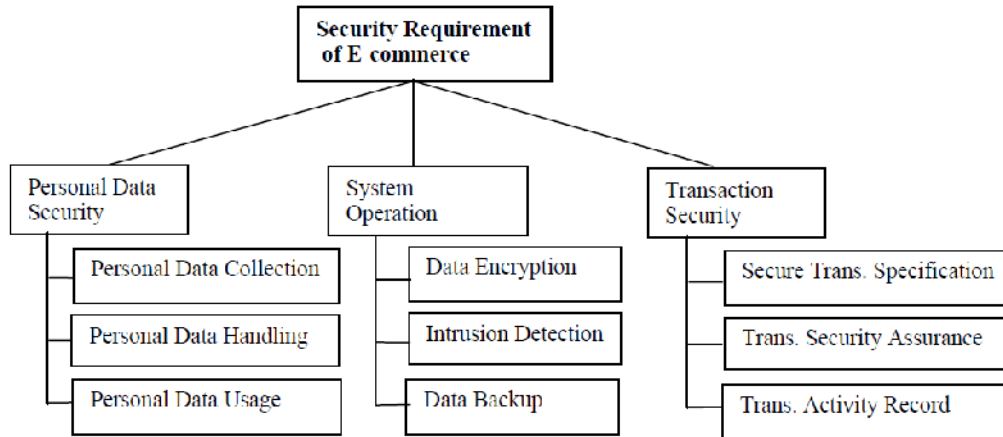 Security Requirement
of E commerce
Personal Data
Security
System
Operation
Transaction
Security
Personal Data Collection
Personal Data Handling
Personal Data Usage
Data Encryption
Intrusion Detection
Data Backup
Secure Trans. Specification
Trans. Security Assurance
Trans. Activity Record